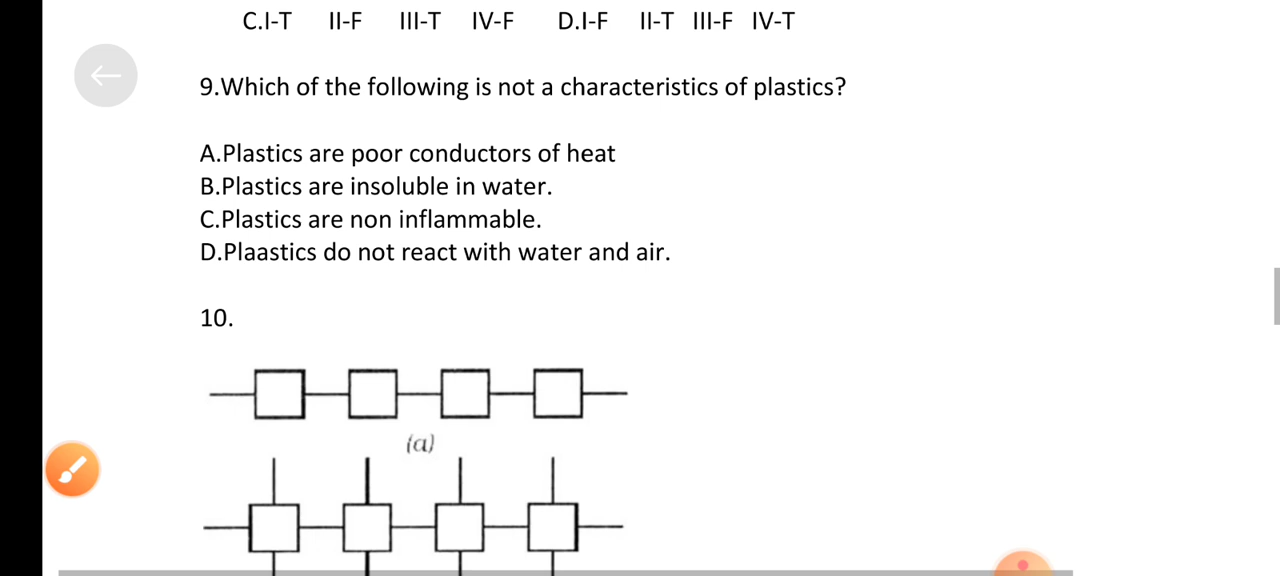 C.I-T II-F III-T IV-F D.I-F II-T III-F IV-T
9.Which of the following is not a characteristics of plastics?
A.Plastics are poor conductors of heat
B.Plastics are insoluble in water.
C.Plastics are non inflammable.
D.Plaastics do not react with water and air.
10.
(a)